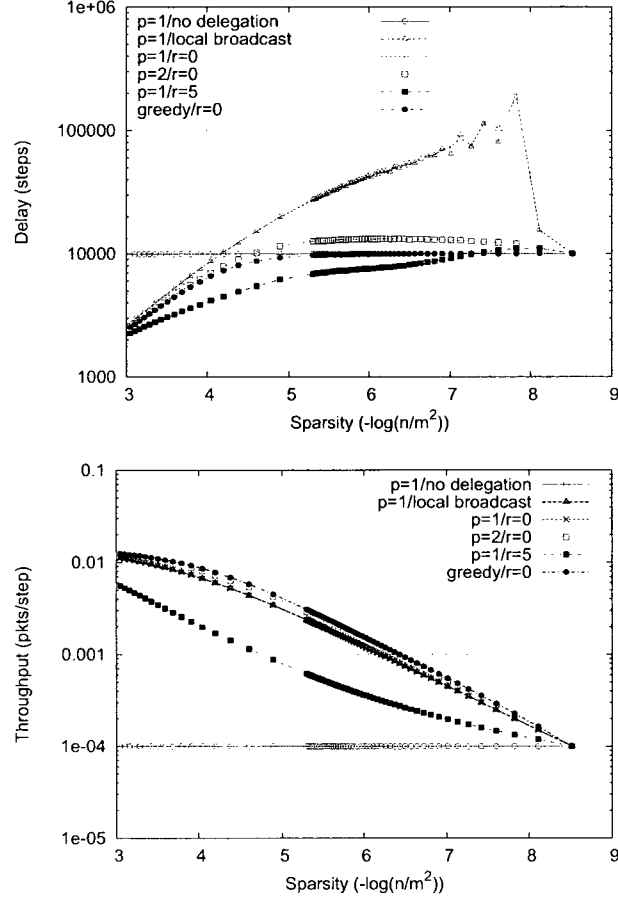 p=1/no delegation
p=1/local broadcast
p=1/r=0
p=2/r=0
p=1/r=5
greedy/r=0
1e+06
100000
10000
1000
Delay (steps)
3 4 5 6 7 8 9
Sparsity (-log(n/m²))
p=1/no delegation
p=1/local broadcast
p=1/r=0
p=2/r=0
p=1/r=5
greedy/r=0
0.1
0.01
0.001
1e-04
1e-05
Throughput (pkts/step)
3 4 5 6 7 8 9
Sparsity (-log(n/m²))